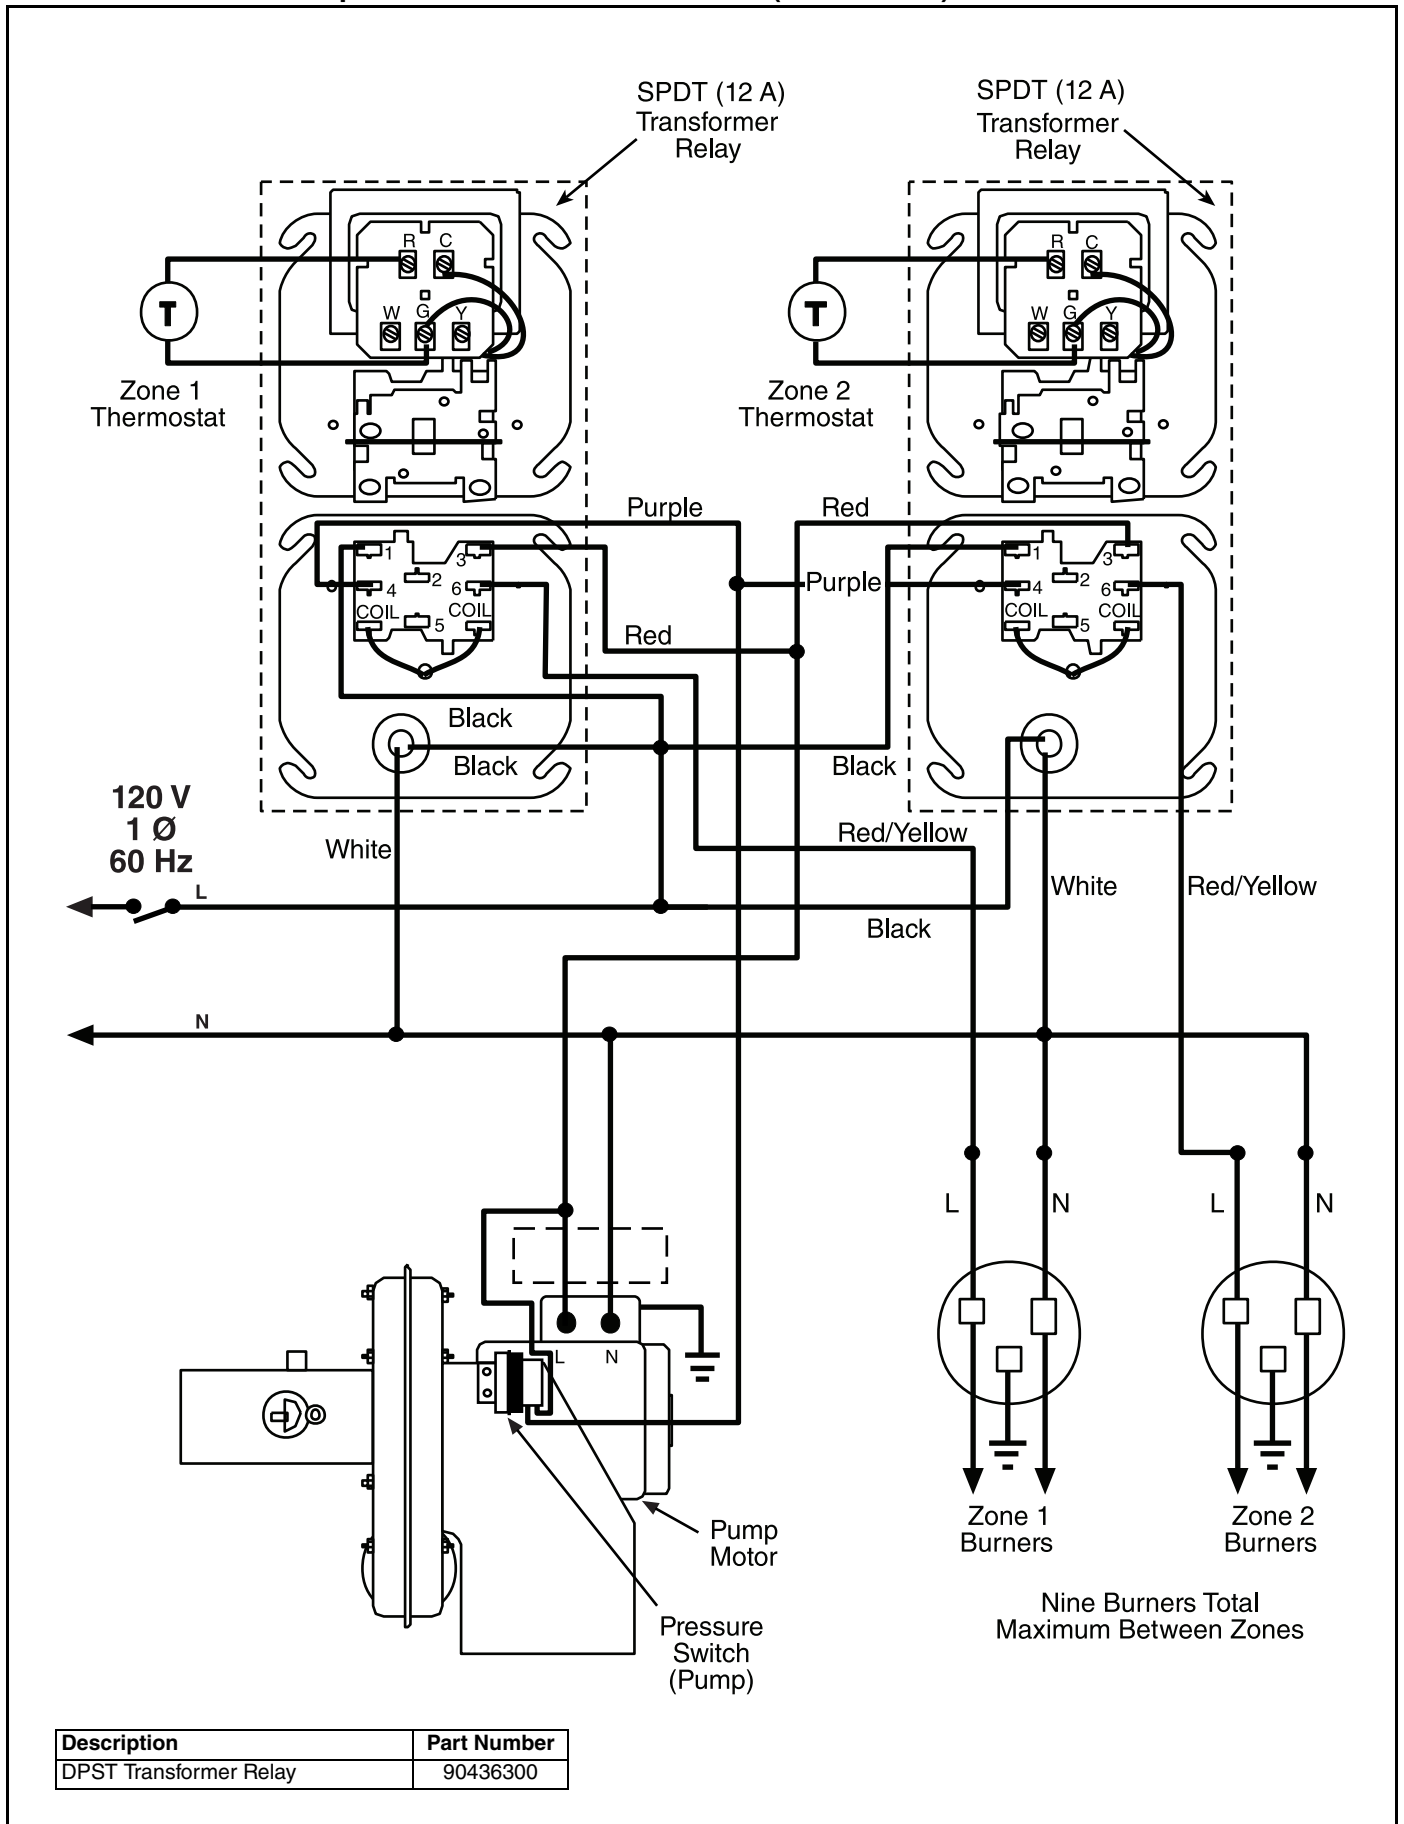 SPDT (12 A)
Transformer
Relay
SPDT (12 A)
Transformer
Relay
R C
W G Y
T
Zone 1
Thermostat
R C
W G Y
T
Zone 2
Thermostat
Purple
Red
1 3
2
4 6
COIL COIL
5
Purple
1 3
2
4 6
COIL COIL
5
Red
Black
Black
Black
120 V
1 Ø
60 Hz
White
Red/Yellow
L
White
Red/Yellow
Black
N
L N
L N
L N
Zone 1
Burners
Zone 2
Burners
Pump
Motor
Nine Burners Total
Maximum Between Zones
Pressure
Switch
(Pump)
Description Part Number
DPST Transformer Relay 90436300